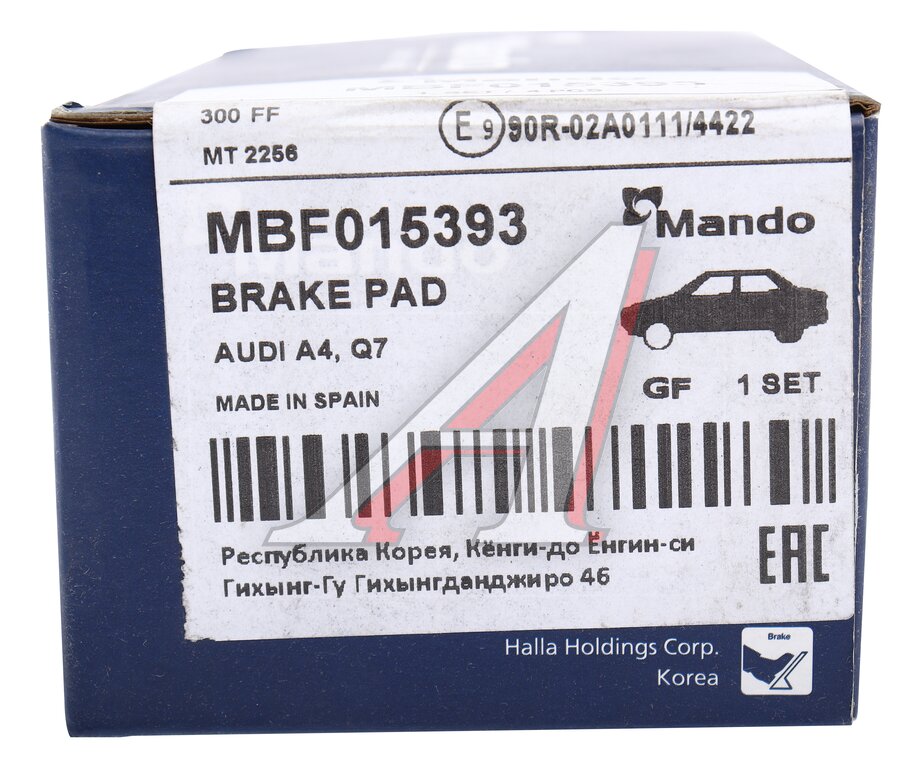 MBF015393
300 FF
E 9 90R-02A0111/4422
MT 2256
MBF015393
Mando
BRAKE PAD
AUDI A4, Q7
MADE IN SPAIN
GF 1 SET
Республика Корея, Кёнги-до Ёнгин-си
Гихынг-Гу Гихынгданджиро 46
EAC
Halla Holdings Corp.
Korea
Brake